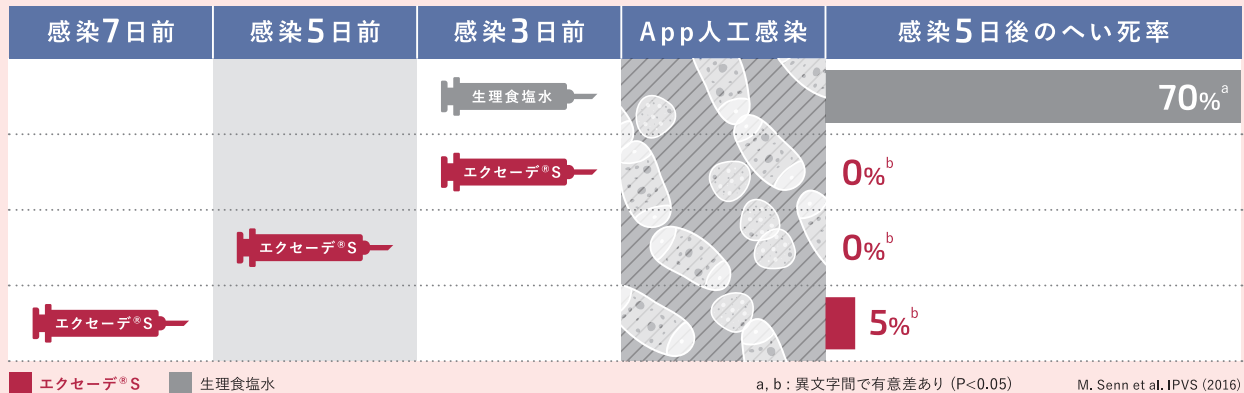 感染7日前 感染5日前 感染3日前 App人工感染 感染5日後のへい死率
生理食塩水 70%a
エクセーデ®S 0%b
エクセーデ®S 0%b
エクセーデ®S 5%b
エクセーデ®S 生理食塩水 a, b : 異文字間で有意差あり (P<0.05) M. Senn et al. IPVS (2016)